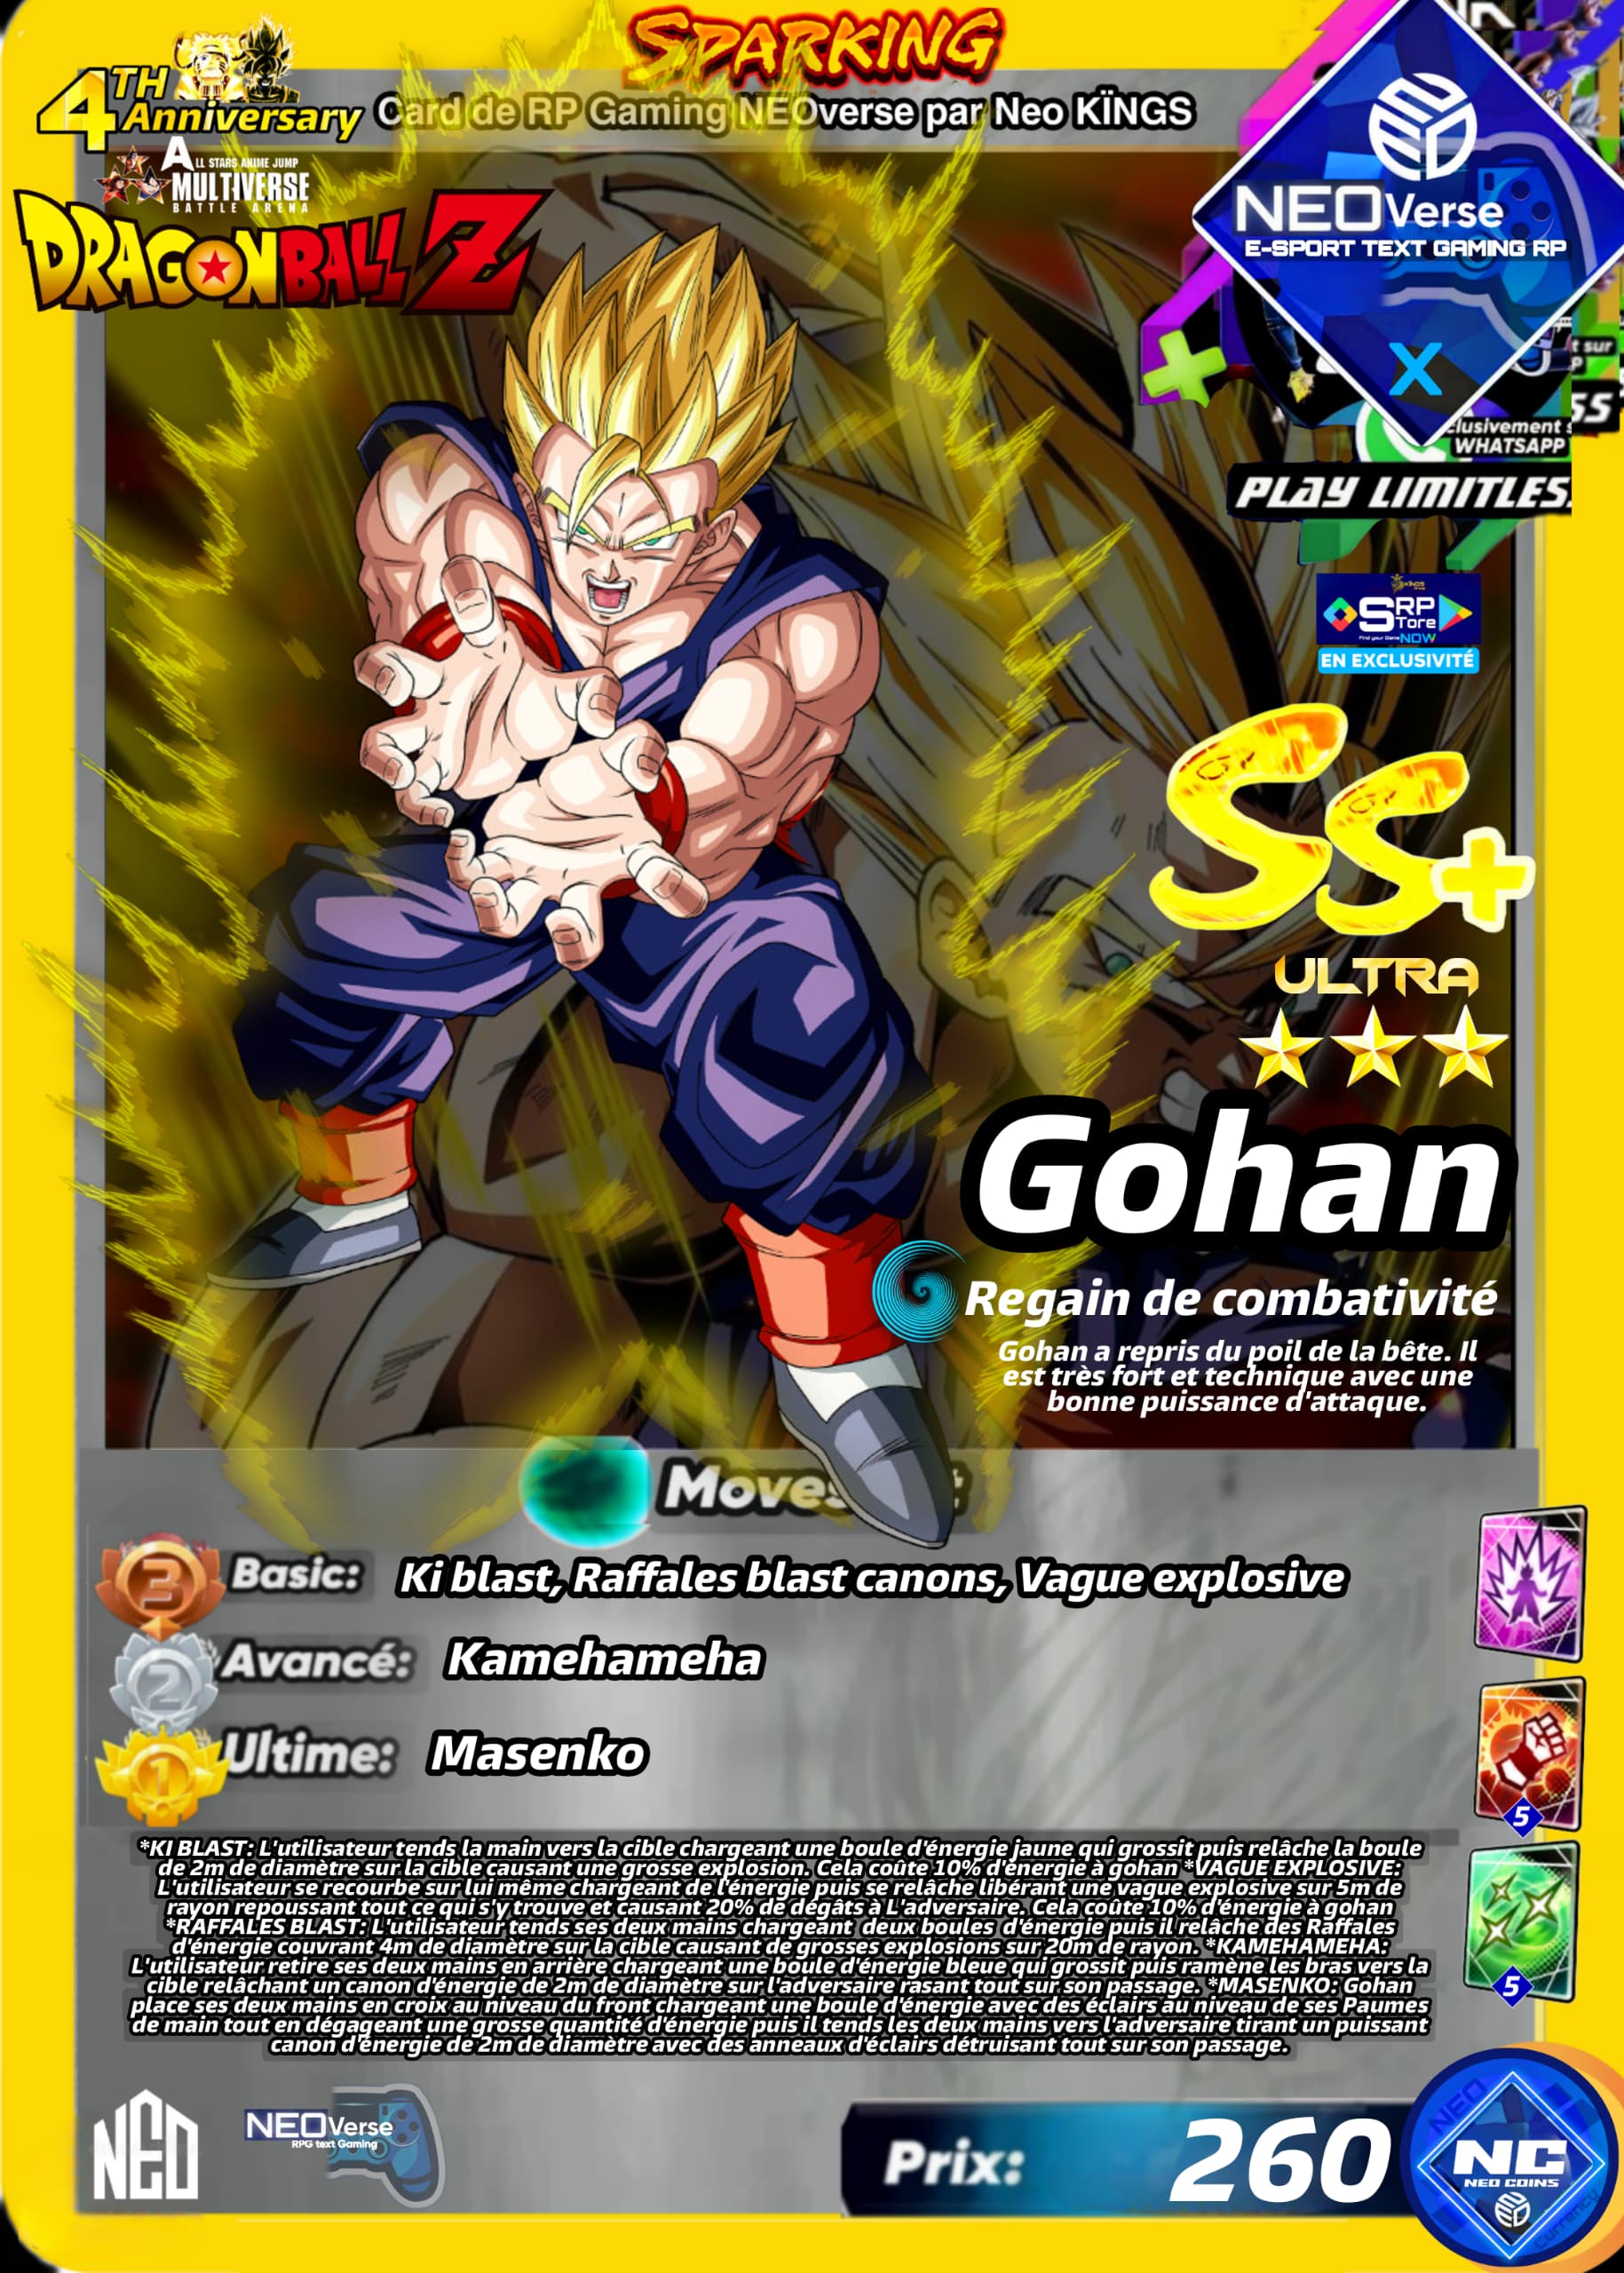 SPARKING
4TH
Anniversary
Card de RP Gaming NEOverse par Neo KÏNGS
ALL STARS ANIME JUMP
MULTIVERSE
BATTLE ARENA
DRAGON BALL Z
NEOVerse
E-SPORT TEXT GAMING RP
X
t sur
SS
clusivement s
WHATSAPP
PLAY LIMITLES
KINGS
SRP
Tore
Find your Game NOW
EN EXCLUSIVITÉ
SS+
ULTRA
Gohan
Regain de combativité
Gohan a repris du poil de la bête. Il
est très fort et technique avec une
bonne puissance d'attaque.
Moves
3 Basic: Ki blast, Raffales blast canons, Vague explosive
2 Avancé: Kamehameha
1 Ultime: Masenko
5
5
*KI BLAST: L'utilisateur tends la main vers la cible chargeant une boule d'énergie jaune qui grossit puis relâche la boule
de 2m de diamètre sur la cible causant une grosse explosion. Cela coûte 10% d'énergie à gohan *VAGUE EXPLOSIVE:
L'utilisateur se recourbe sur lui même chargeant de l'énergie puis se relâche libérant une vague explosive sur 5m de
rayon repoussant tout ce qui s'y trouve et causant 20% de dégâts à L'adversaire. Cela coûte 10% d'énergie à gohan
*RAFFALES BLAST: L'utilisateur tends ses deux mains chargeant deux boules d'énergie puis il relâche des Raffales
d'énergie couvrant 4m de diamètre sur la cible causant de grosses explosions sur 20m de rayon. *KAMEHAMEHA:
L'utilisateur retire ses deux mains en arrière chargeant une boule d'énergie bleue qui grossit puis ramène les bras vers la
cible relâchant un canon d'énergie de 2m de diamètre sur l'adversaire rasant tout sur son passage. *MASENKO: Gohan
place ses deux mains en croix au niveau du front chargeant une boule d'énergie avec des éclairs au niveau de ses Paumes
de main tout en dégageant une grosse quantité d'énergie puis il tends les deux mains vers l'adversaire tirant un puissant
canon d'énergie de 2m de diamètre avec des anneaux d'éclairs détruisant tout sur son passage.
NEO
NEOVerse
RPG text Gaming
Prix: 260
NC
NEO COINS
Currency